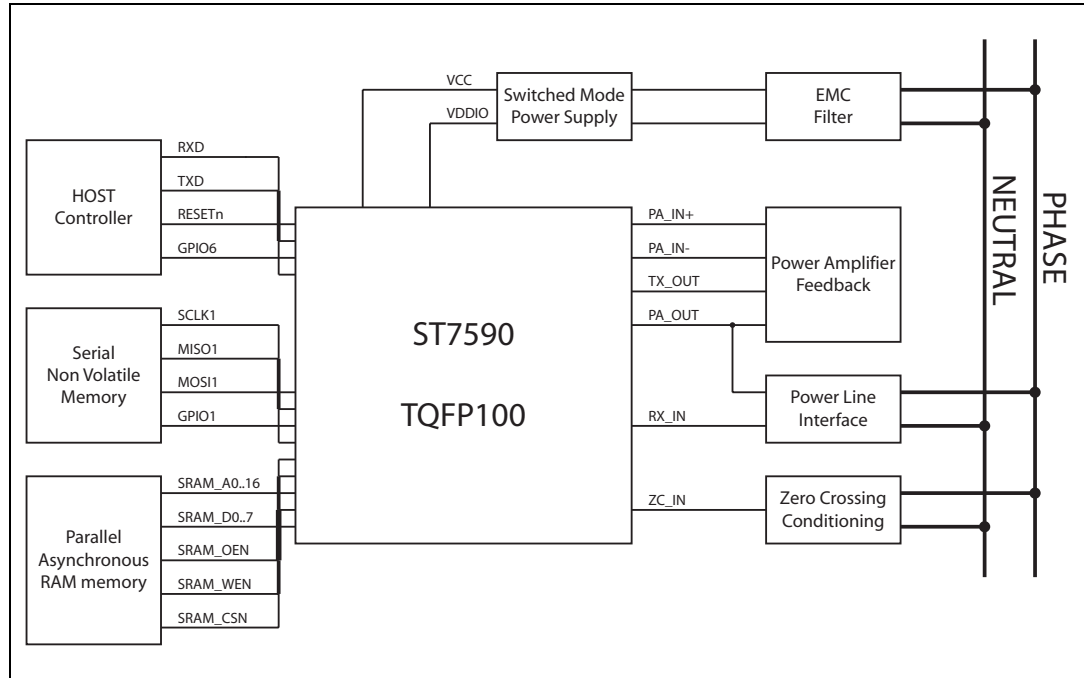 VCC
VDDIO
Switched Mode
Power Supply
EMC
Filter
HOST
Controller
RXD
TXD
RESETn
GPIO6
Serial
Non Volatile
Memory
SCLK1
MISO1
MOSI1
GPIO1
Parallel
Asynchronous
RAM memory
SRAM_A0..16
SRAM_D0..7
SRAM_OEN
SRAM_WEN
SRAM_CSN
ST7590
TQFP100
PA_IN+
PA_IN-
TX_OUT
PA_OUT
RX_IN
ZC_IN
Power Amplifier
Feedback
Power Line
Interface
Zero Crossing
Conditioning
NEUTRAL
PHASE